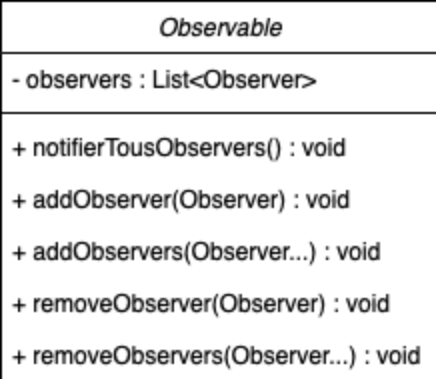 Observable
- observers : List<Observer>
+ notifierTousObservers() : void
+ addObserver(Observer) : void
+ addObservers(Observer...) : void
+ removeObserver(Observer) : void
+ removeObservers(Observer...) : void